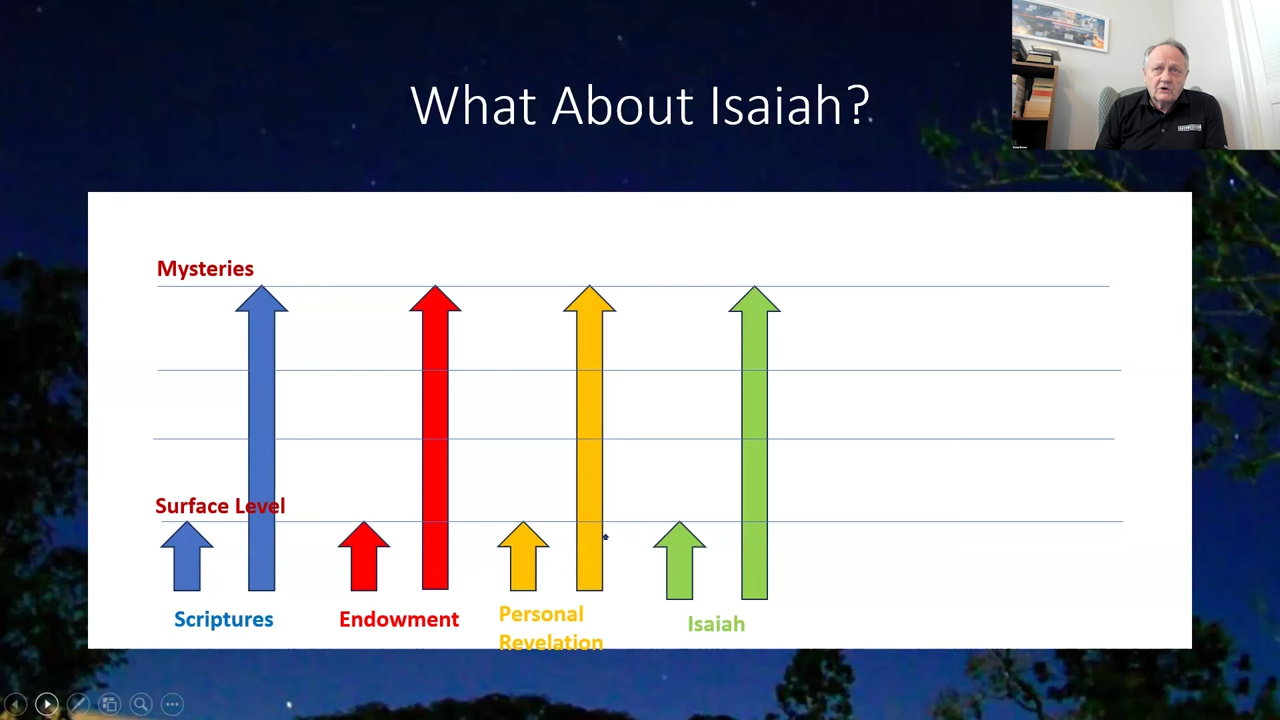 What About Isaiah?
Mysteries
Surface Level
Scriptures
Endowment
Personal
Revelation
Isaiah